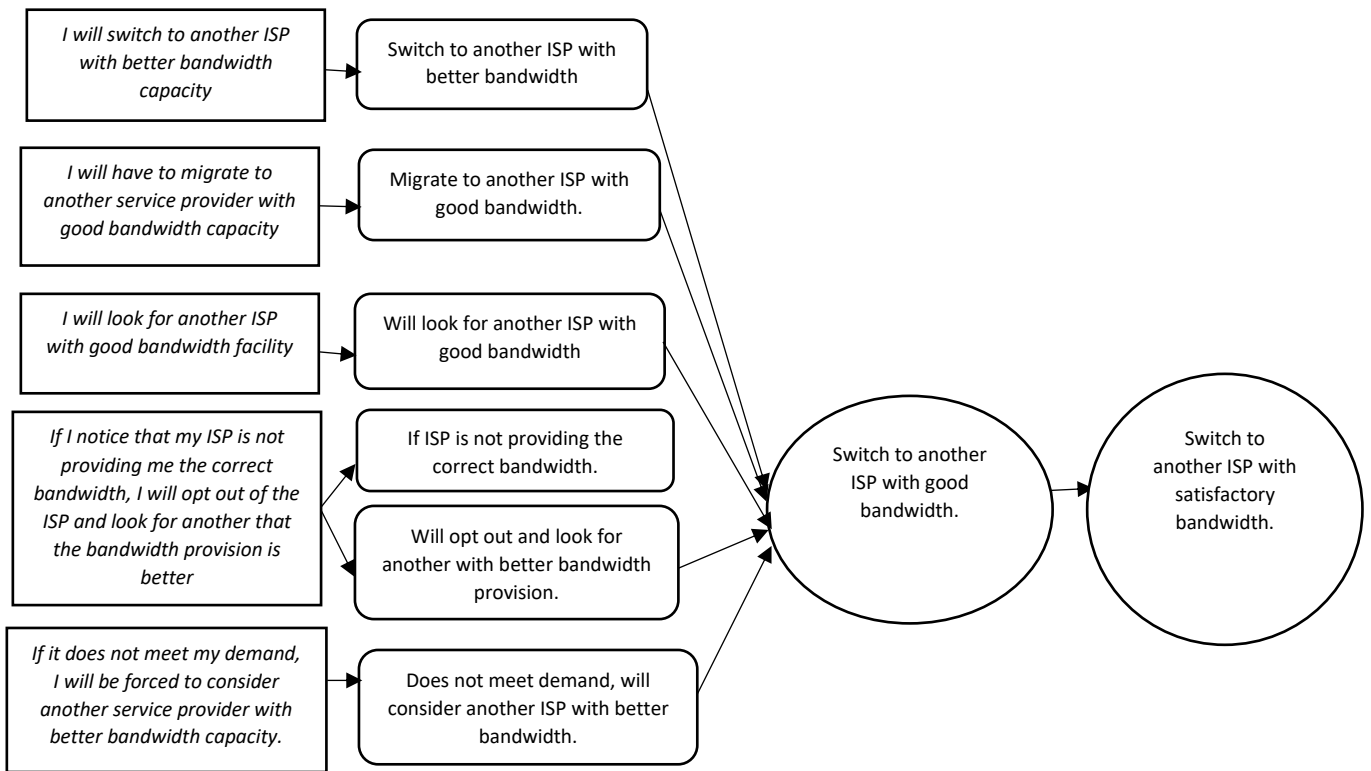 I will switch to another ISP
with better bandwidth
capacity
Switch to another ISP with
better bandwidth
I will have to migrate to
another service provider with
good bandwidth capacity
Migrate to another ISP with
good bandwidth.
I will look for another ISP
with good bandwidth facility
Will look for another ISP with
good bandwidth
If I notice that my ISP is not
providing me the correct
bandwidth, I will opt out of the
ISP and look for another that
the bandwidth provision is
better
If ISP is not providing the
correct bandwidth.
Will opt out and look for
another with better bandwidth
provision.
If it does not meet my demand,
I will be forced to consider
another service provider with
better bandwidth capacity.
Does not meet demand, will
consider another ISP with better
bandwidth.
Switch to another
ISP with good
bandwidth.
Switch to
another ISP with
satisfactory
bandwidth.